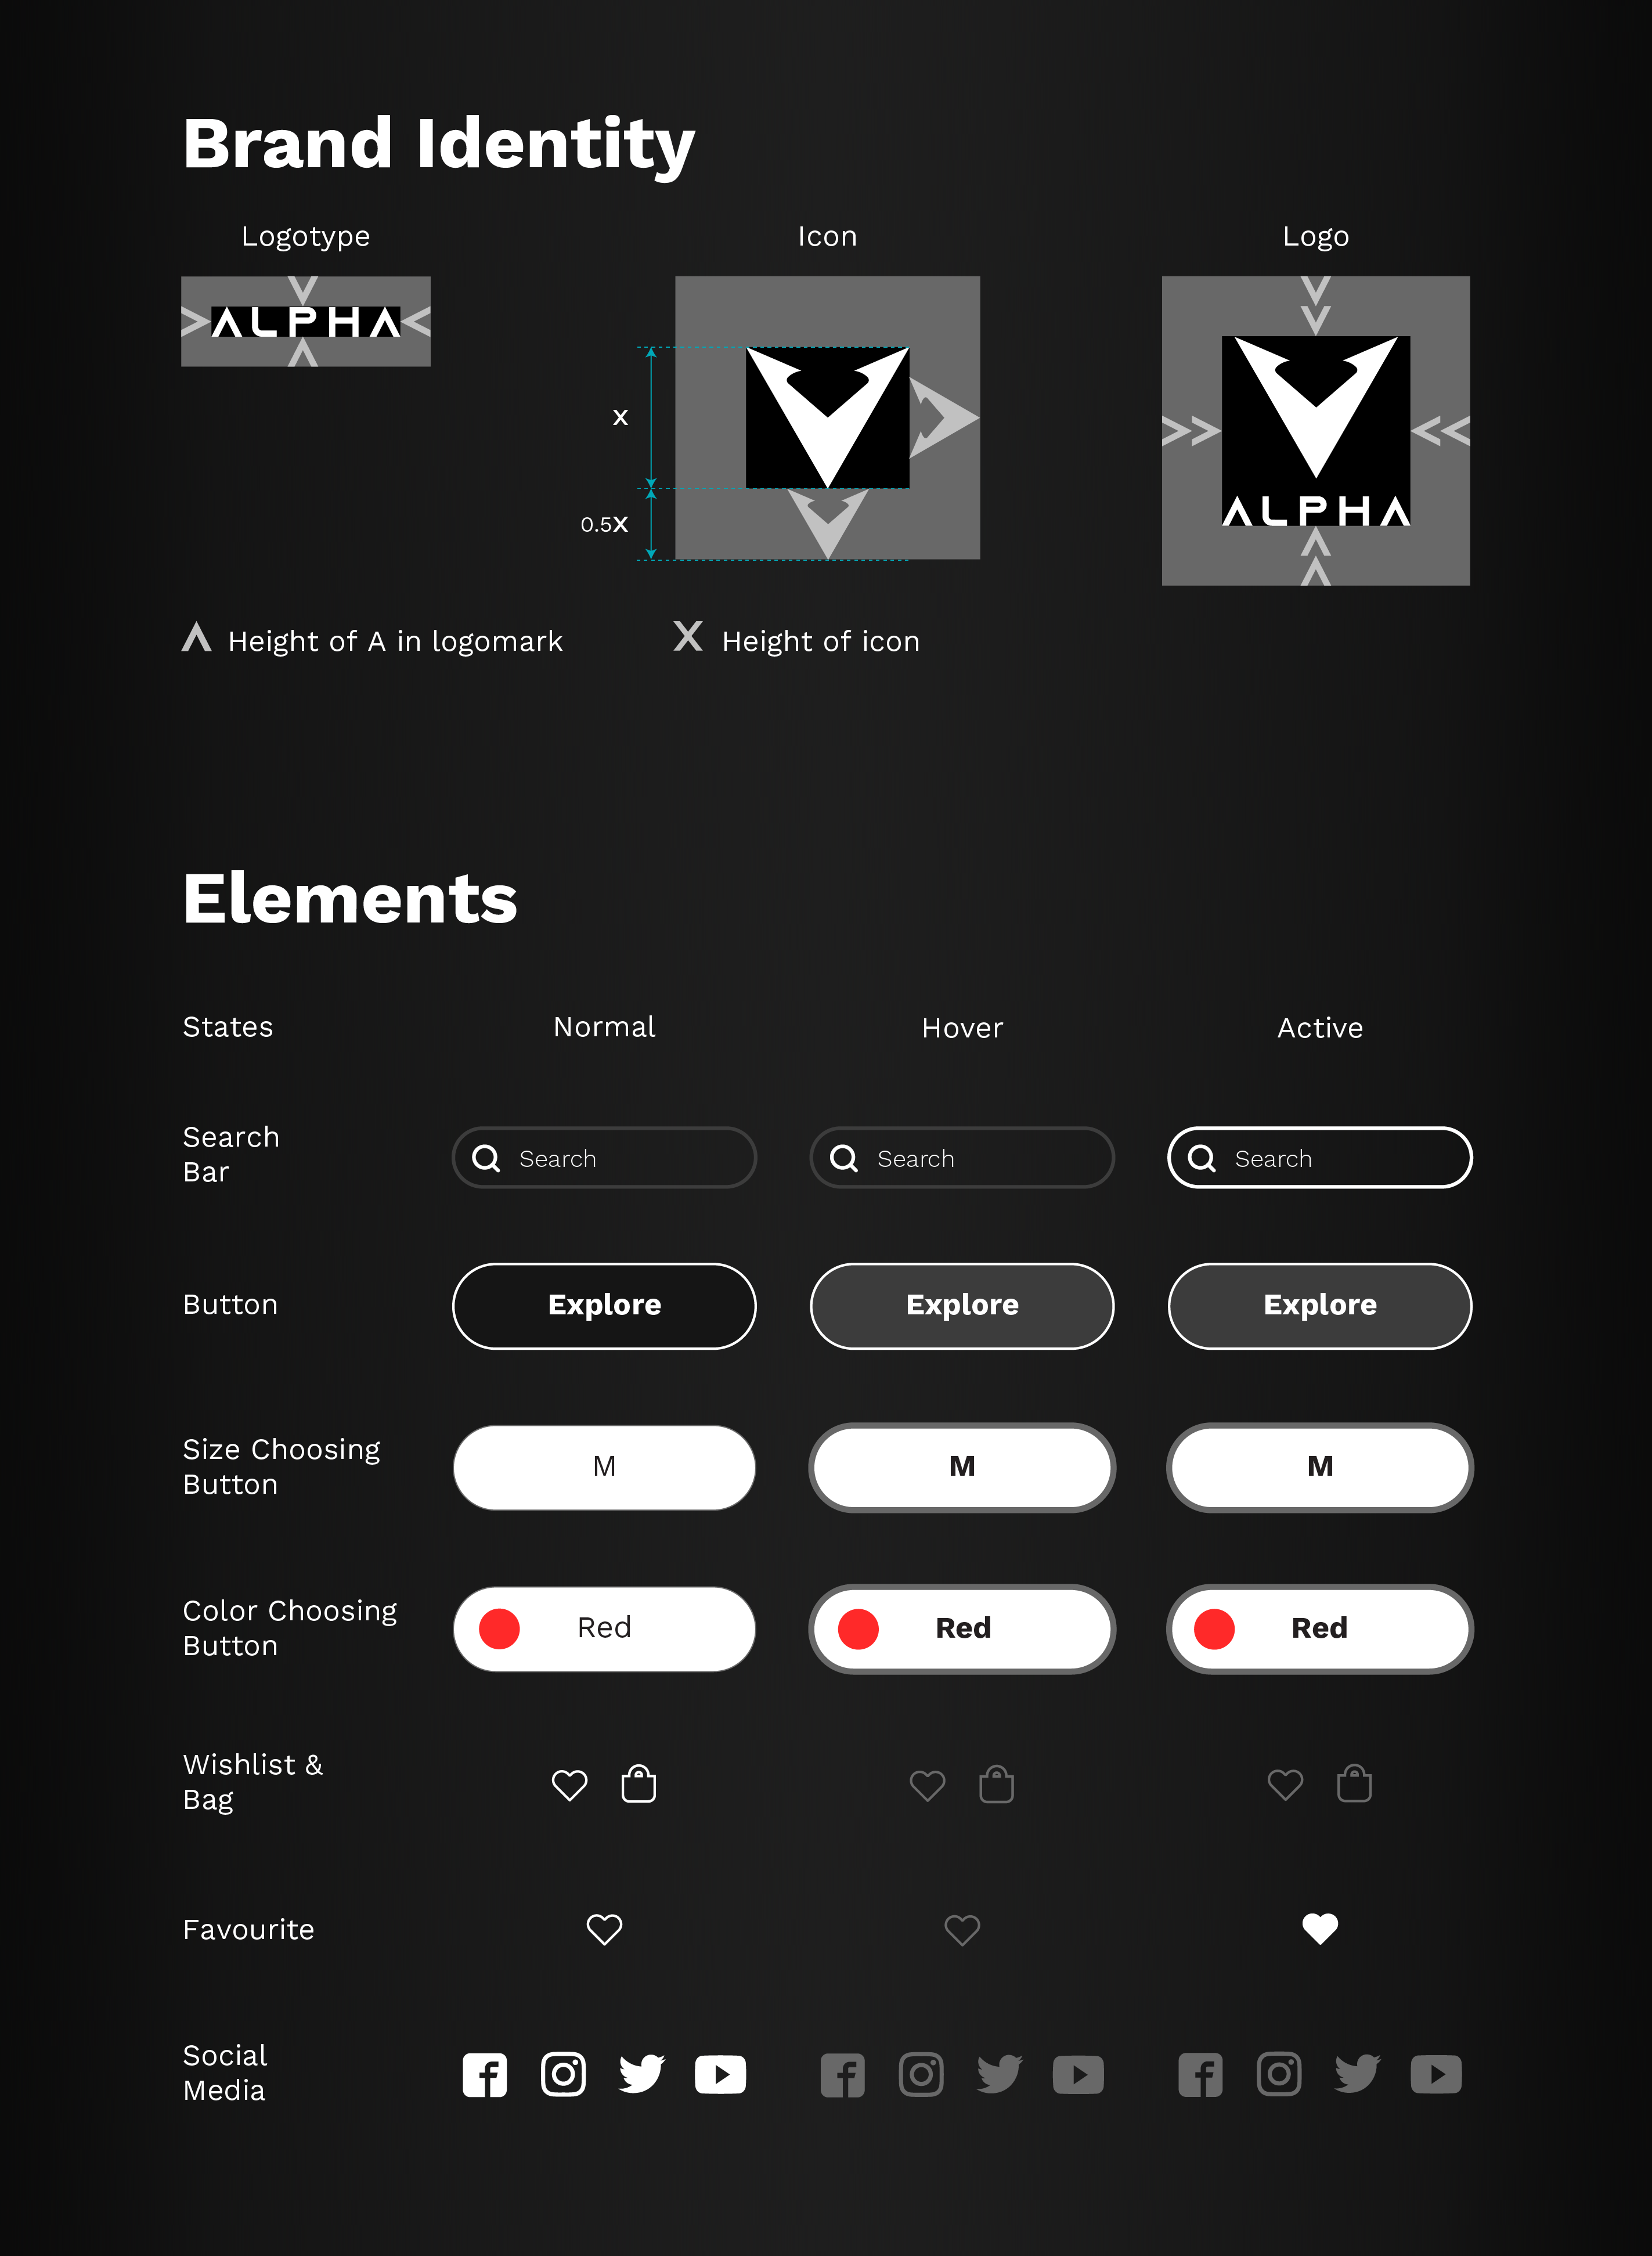 Brand Identity
Logotype
Icon
Logo
ALPHA
X
0.5X
ALPHA
Height of A in logomark
X Height of icon
Elements
States Normal Hover Active
Search
Bar
Search Search Search
Button Explore Explore Explore
Size Choosing
Button
M M M
Color Choosing
Button
Red Red Red
Wishlist &
Bag
Favourite
Social
Media